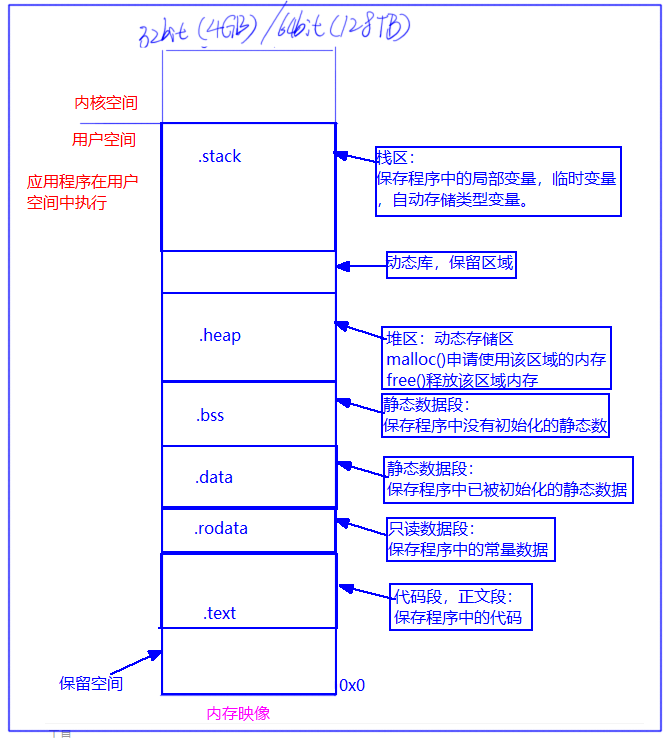 32bit (4GB) / 64bit (128TB)
内核空间
用户空间
应用程序在用户
空间中执行
.stack
栈区：
保存程序中的局部变量，临时变量
，自动存储类型变量。
动态库，保留区域
.heap
堆区：动态存储区
malloc()申请使用该区域的内存
free()释放该区域内存
.bss
静态数据段：
保存程序中没有初始化的静态数
.data
静态数据段：
保存程序中已被初始化的静态数据
.rodata
只读数据段：
保存程序中的常量数据
.text
代码段，正文段：
保存程序中的代码
保留空间
0x0
内存映像